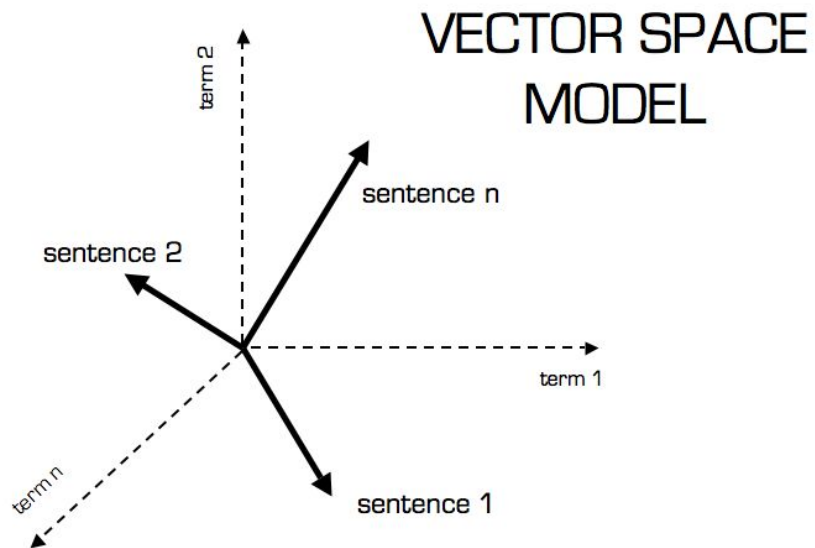 VECTOR SPACE
MODEL
term 2
sentence n
sentence 2
term 1
term n
sentence 1